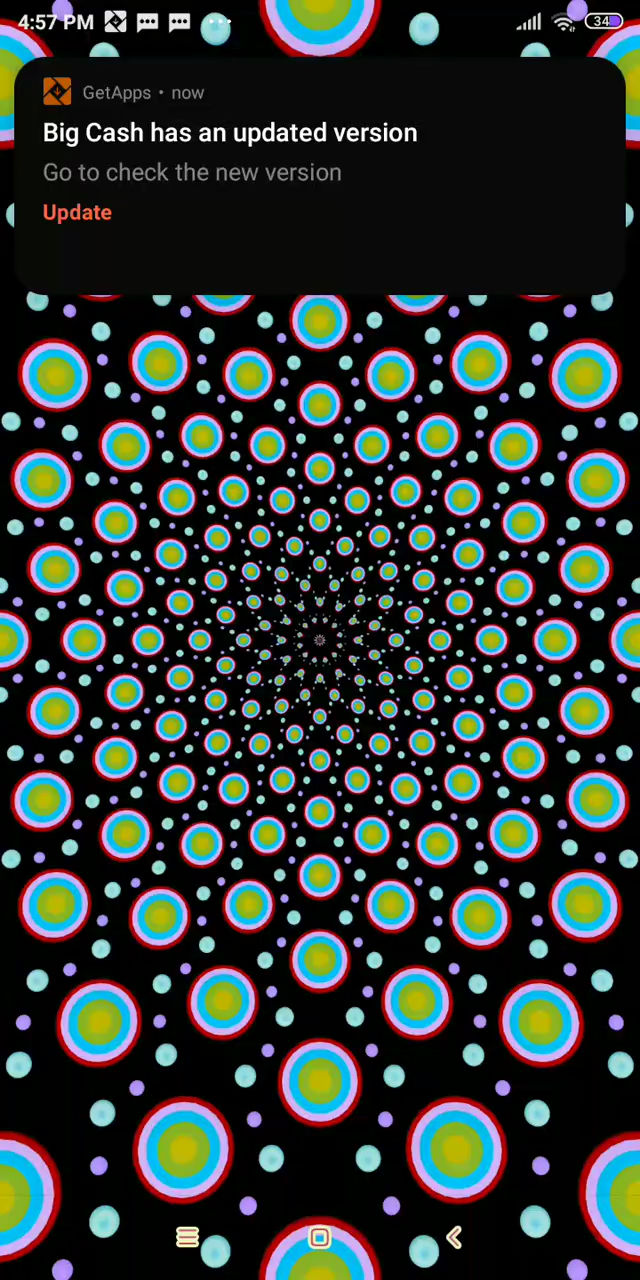 4:57 PM
34
GetApps • now
Big Cash has an updated version
Go to check the new version
Update